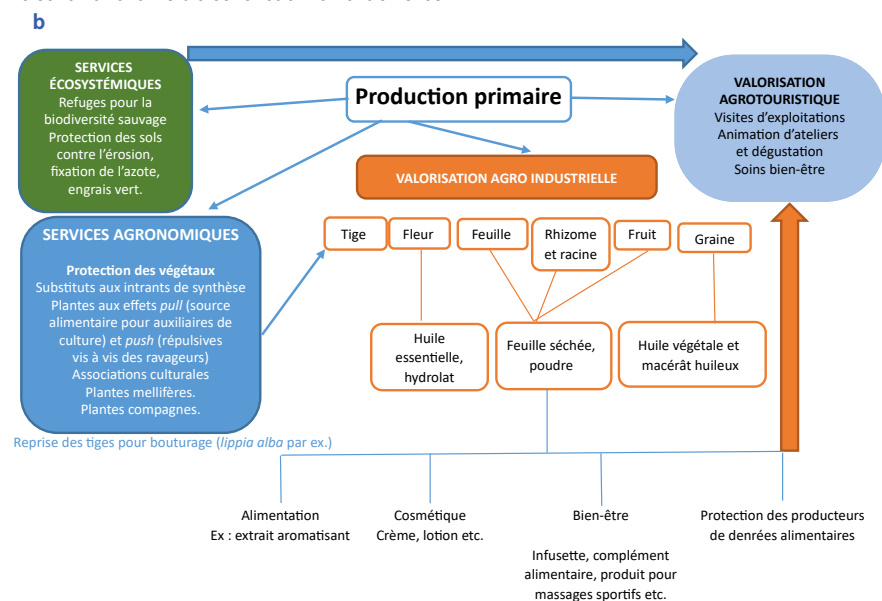 b
SERVICES
ÉCOSYSTÉMIQUES
Refuges pour la
biodiversité sauvage
Protection des sols
contre l'érosion,
fixation de l'azote,
engrais vert.
Production primaire
VALORISATION
AGROTOURISTIQUE
Visites d'exploitations
Animation d'ateliers
et dégustation
Soins bien-être
VALORISATION AGRO INDUSTRIELLE
SERVICES AGRONOMIQUES
Protection des végétaux
Substituts aux intrants de synthèse
Plantes aux effets pull (source
alimentaire pour auxiliaires de
culture) et push (répulsives
vis à vis des ravageurs)
Associations culturales
Plantes mellifères.
Plantes compagnes.
Tige
Fleur
Feuille
Rhizome
et racine
Fruit
Graine
Huile
essentielle,
hydrolat
Feuille séchée,
poudre
Huile végétale et
macérât huileux
Reprise des tiges pour bouturage (lippia alba par ex.)
Alimentation
Ex : extrait aromatisant
Cosmétique
Crème, lotion etc.
Bien-être
Infusette, complément
alimentaire, produit pour
massages sportifs etc.
Protection des producteurs
de denrées alimentaires